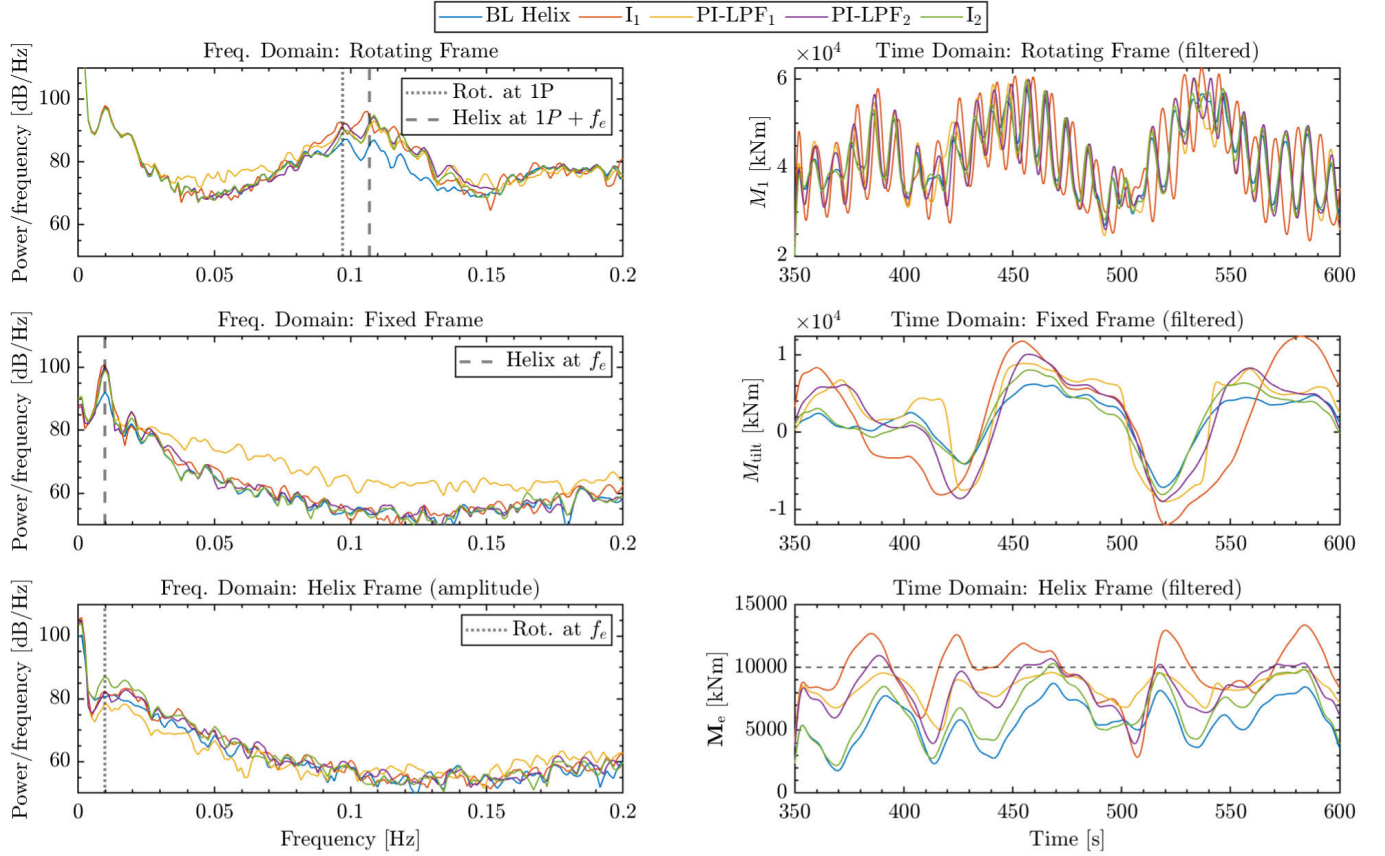 BL Helix I₁ PI-LPF₁ PI-LPF₂ I₂
Freq. Domain: Rotating Frame
Power/frequency [dB/Hz]
100
80
60
Rot. at 1P
Helix at 1P + fₑ
0 0.05 0.1 0.15 0.2
Time Domain: Rotating Frame (filtered)
×10⁴
M₁ [kNm]
6
4
2
350 400 450 500 550 600
Freq. Domain: Fixed Frame
Power/frequency [dB/Hz]
100
80
60
Helix at fₑ
0 0.05 0.1 0.15 0.2
Time Domain: Fixed Frame (filtered)
×10⁴
M_tilt [kNm]
1
0
-1
350 400 450 500 550 600
Freq. Domain: Helix Frame (amplitude)
Power/frequency [dB/Hz]
100
80
60
Rot. at fₑ
0 0.05 0.1 0.15 0.2
Frequency [Hz]
Time Domain: Helix Frame (filtered)
Mₑ [kNm]
15000
10000
5000
0
350 400 450 500 550 600
Time [s]